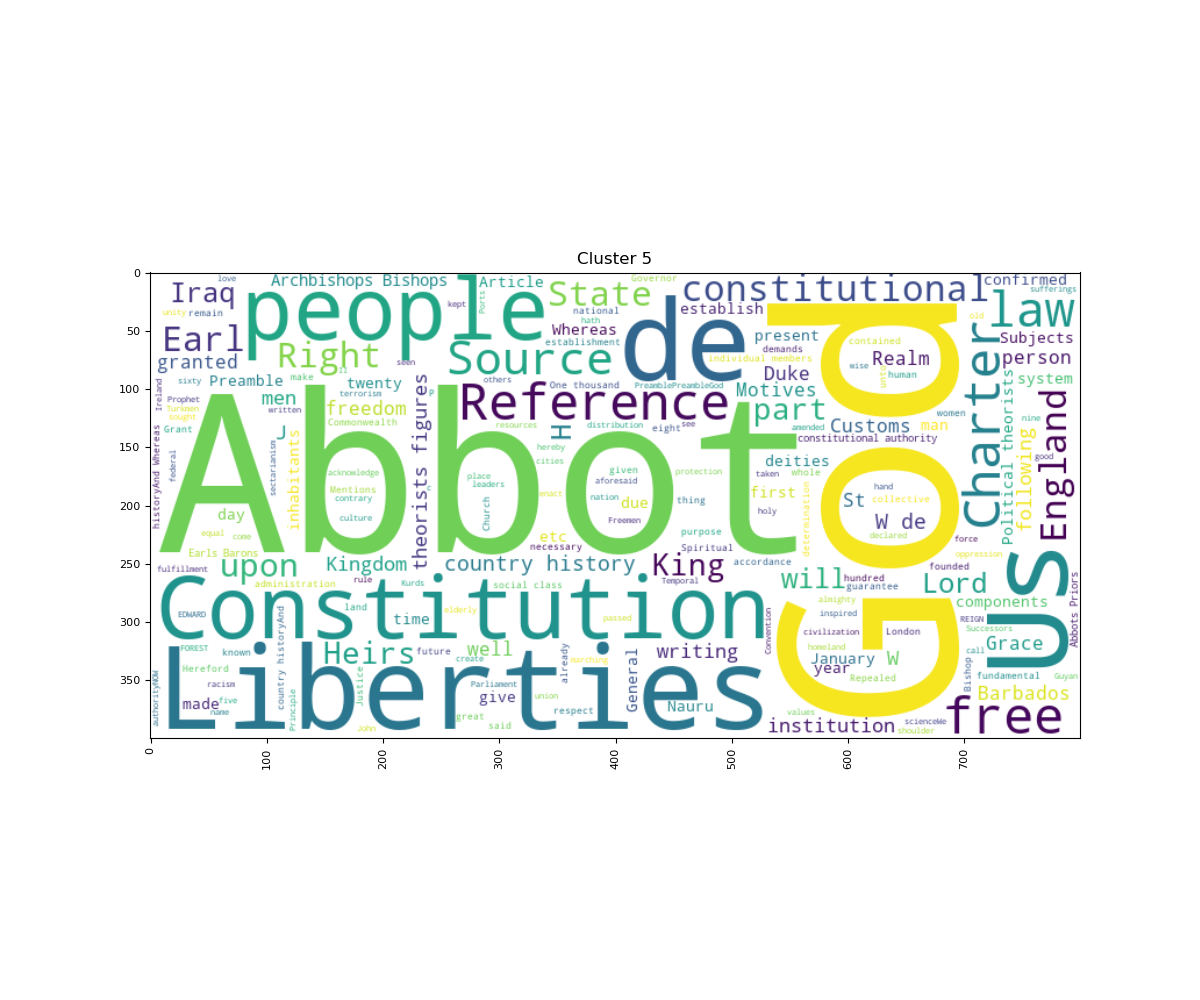 Cluster 5
0
50
100
150
200
250
300
350
0
100
200
300
400
500
600
700
love
Archbishops Bishops
Article
Governor
constitutional
confirmed
sufferings
Iraq
people
kept
Ports
State
national
hath
establish
old
law
unity
remain
Earl
Whereas
establishment
de
present
contained
Subjects
granted
Right
seen
Source
individual members
demands
wise
Realm
human
unto
person
Ireland
sixty
Preamble
make
il
twenty
terrorism
others
One thousand
PreamblePreambleGod
Duke
Motives
system
Prophet
Turkmen
sought
men
written
freedom
Commonwealth
P
Reference
resources
distribution
eight
see
part
amended
Customs
women
man
nine
Grant
J
H
hereby
cities
constitutional authority
good
historyAnd Whereas
federal
sectarianism
inhabitants
theorists figures
Abbot
God
Charter
Political theorists
following
England
acknowledge
Mentions
contrary
culture
c
place
leaders
Church
given
aforesaid
nation
Freemen
due
enact
protection
thing
deities
taken
whole
first
holy
determination
St
hand
collective
W de
declared
day
equal
come
etc
necessary
purpose
Spiritual
force
oppression
Earls Barons
fulfillment
upon
Kingdom
country history
King
accordance
founded
administration
rule
Kurds
social class
Temporal
will
hundred
guarantee
Lord
components
us
Abbots Priors
Constitution
EDWARD
land
time
elderly
passed
Convention
almighty
inspired
civilization
London
REIGN
Successors
Grace
FOREST
known
country historyAnd
Heirs
future
well
create
marching
already
writing
homeland
January
W
year
Repealed
Bishop
call
fundamental
Guyan
authorityNOW
Hereford
racism
made
five
name
Principle
Justice
John
Liberties
Parliament
give
union
great
said
respect
General
Nauru
values
institution
scienceWe
shoulder
Barbados
free